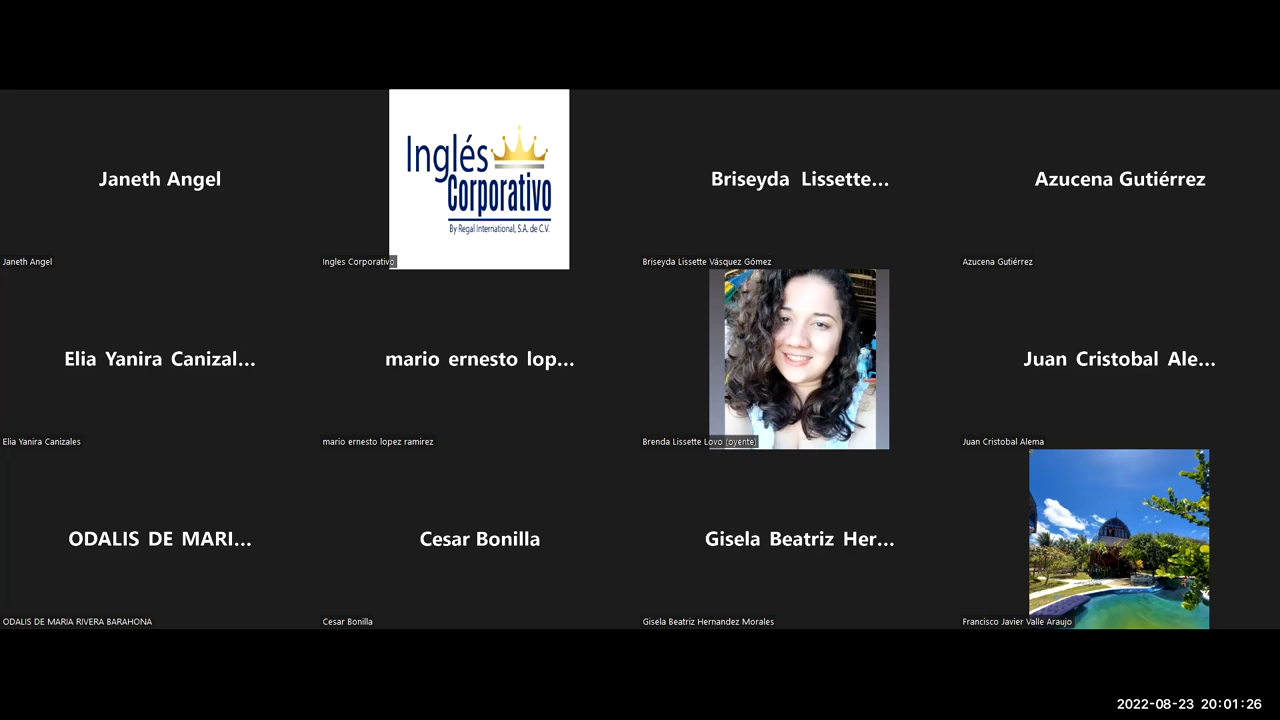 Janeth Angel
Inglés
Corporativo
By Regal International, S.A. de C.V.
Briseyda Lissette...
Azucena Gutiérrez
Janeth Angel
Ingles Corporativo
Briseyda Lissette Vásquez Gómez
Azucena Gutiérrez
Elia Yanira Canizal...
mario ernesto lop...
Juan Cristobal Ale...
Elia Yanira Canizales
mario ernesto lopez ramirez
Brenda Lissette Lovo (oyente)
Juan Cristobal Alema
ODALIS DE MARI...
Cesar Bonilla
Gisela Beatriz Her...
ODALIS DE MARIA RIVERA BARAHONA
Cesar Bonilla
Gisela Beatriz Hernandez Morales
Francisco Javier Valle Araujo
2022-08-23 20:01:26